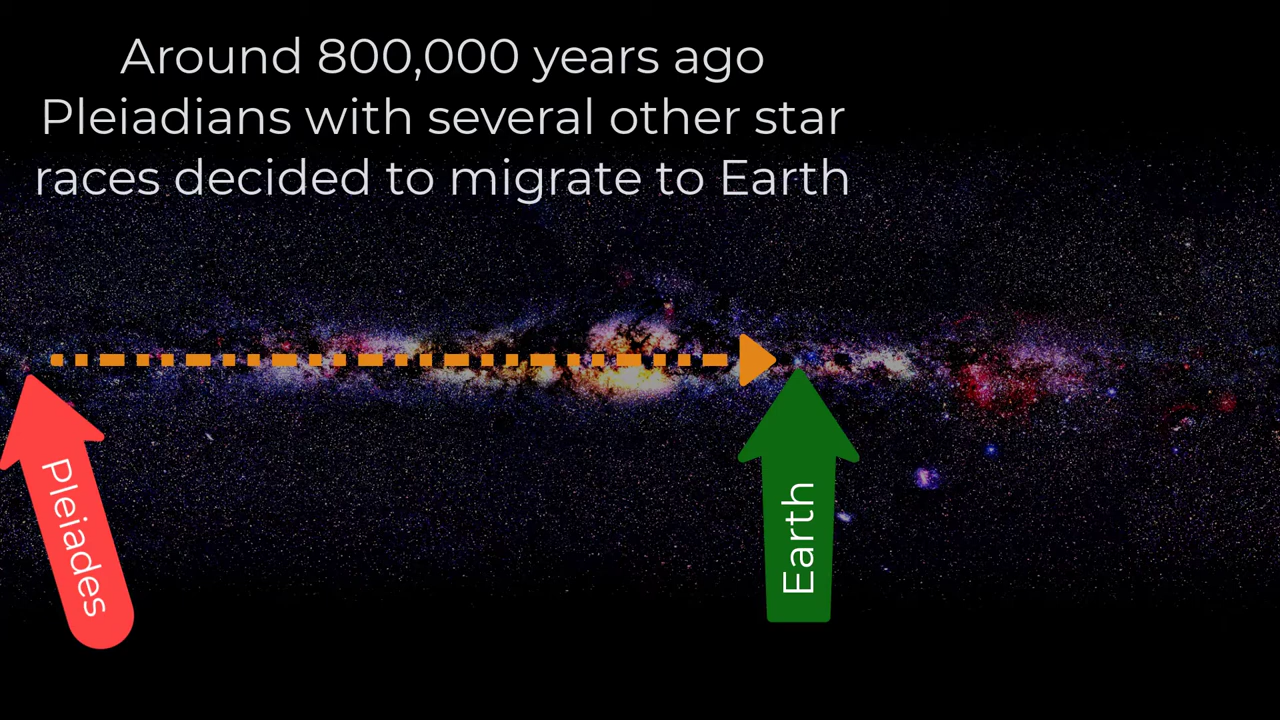 Around 800,000 years ago
Pleiadians with several other star
races decided to migrate to Earth
Pleiades
Earth